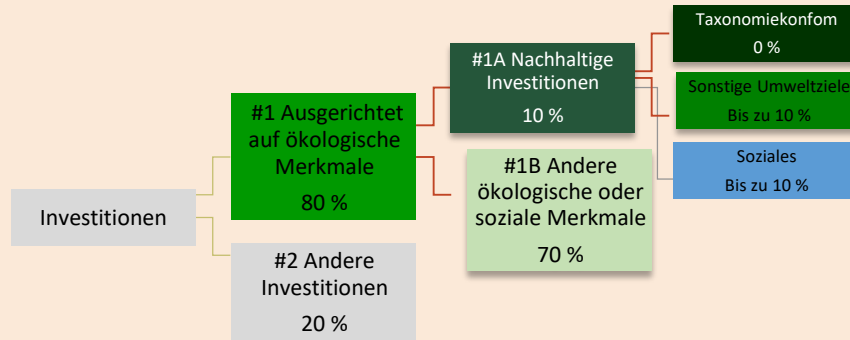 Investitionen
#1 Ausgerichtet
auf ökologische
Merkmale
80 %
#2 Andere
Investitionen
20 %
#1A Nachhaltige
Investitionen
10 %
#1B Andere
ökologische oder
soziale Merkmale
70 %
Taxonomiekonfom
0 %
Sonstige Umweltziele
Bis zu 10 %
Soziales
Bis zu 10 %